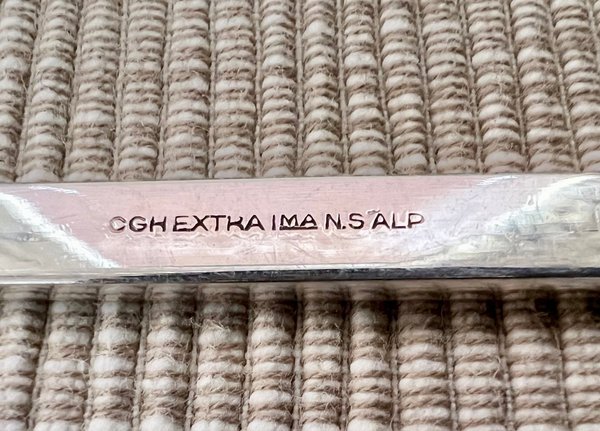 CGH EXTRA IMA N.S ALP